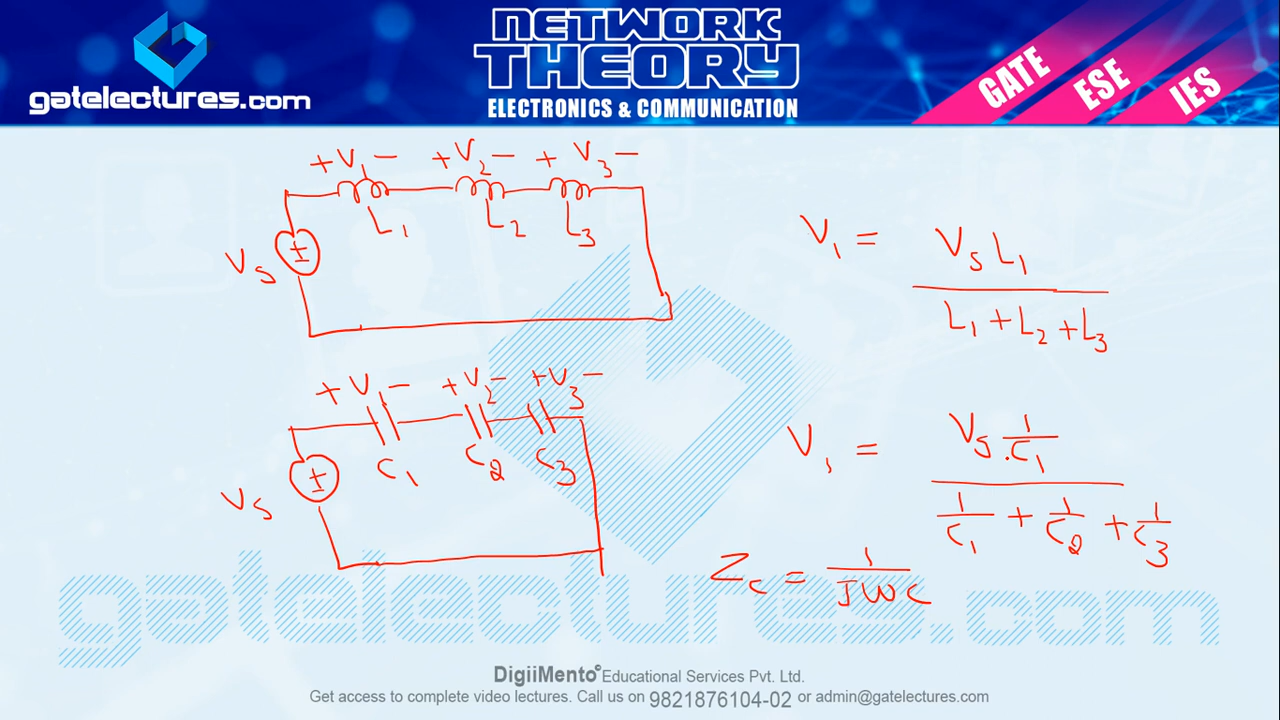 gatelectures.com
NETWORK
THEORY
ELECTRONICS & COMMUNICATION
GATE
ESE
IES
+ V₁ − + V₂ − + V₃ −
L₁ L₂ L₃
Vs ±
V₁ = Vs L₁ / L₁ + L₂ + L₃
+ V₁ − + V₂ − + V₃ −
C₁ C₂ C₃
Vs ±
V₁ = Vs . 1/C₁ / 1/C₁ + 1/C₂ + 1/C₃
Zc = 1/JWC
gatelectures.com
DigiiMento© Educational Services Pvt. Ltd.
Get access to complete video lectures. Call us on 9821876104-02 or admin@gatelectures.com